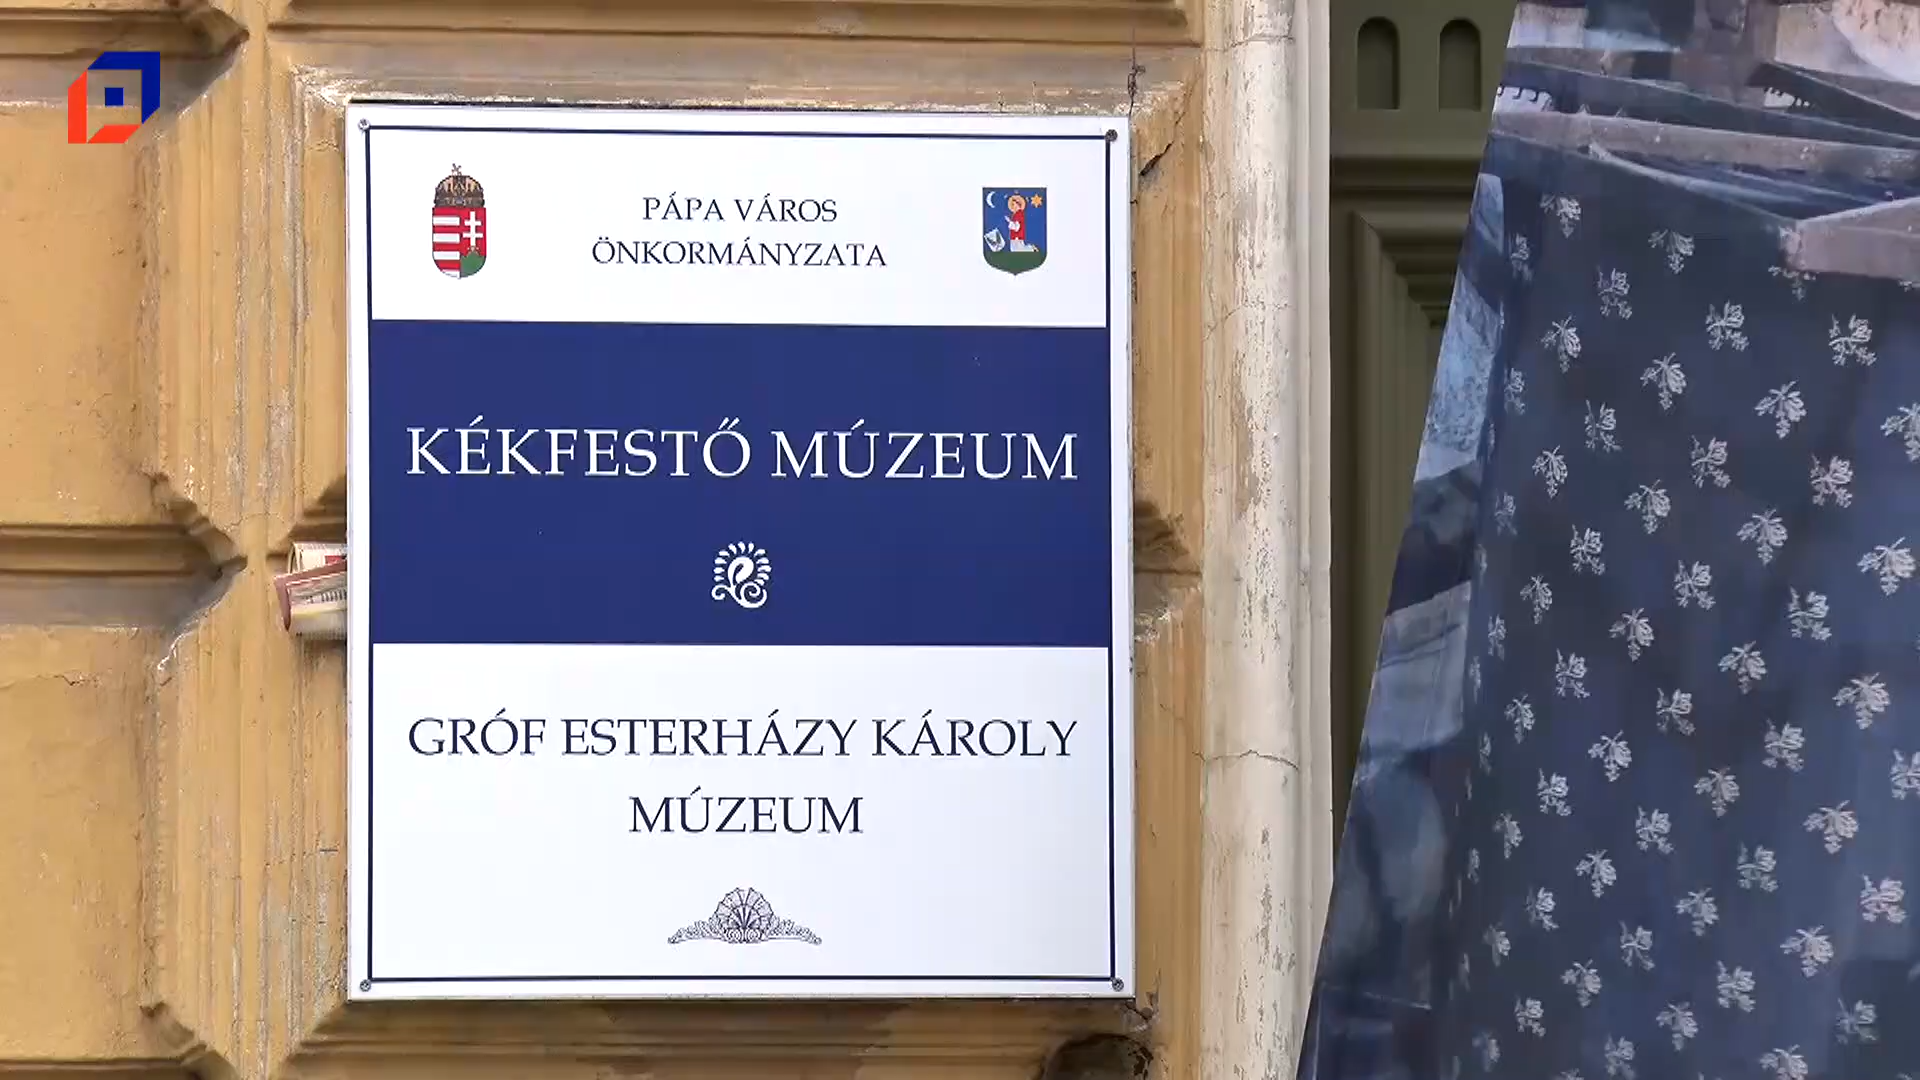 PÁPA VÁROS
ÖNKORMÁNYZATA
KÉKFESTŐ MÚZEUM
GRÓF ESTERHÁZY KÁROLY
MÚZEUM